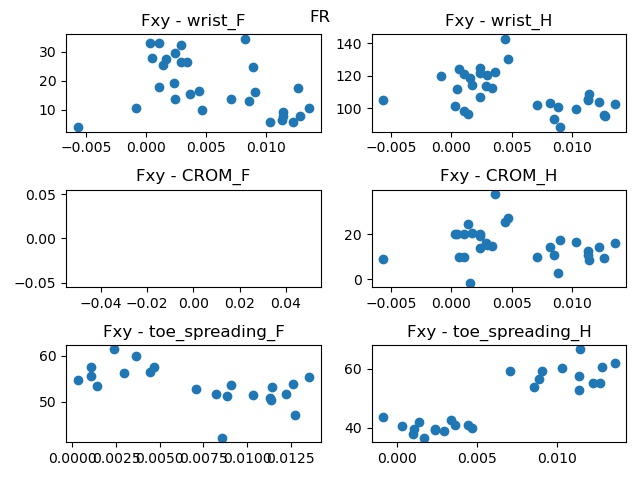 FR
Fxy - wrist_F
30
20
10
−0.005 0.000 0.005 0.010
Fxy - wrist_H
140
120
100
−0.005 0.000 0.005 0.010
Fxy - CROM_F
0.05
0.00
−0.05
−0.04 −0.02 0.00 0.02 0.04
Fxy - CROM_H
20
0
−0.005 0.000 0.005 0.010
Fxy - toe_spreading_F
60
50
0.0000 0.0025 0.0050 0.0075 0.0100 0.0125
Fxy - toe_spreading_H
60
40
0.000 0.005 0.010